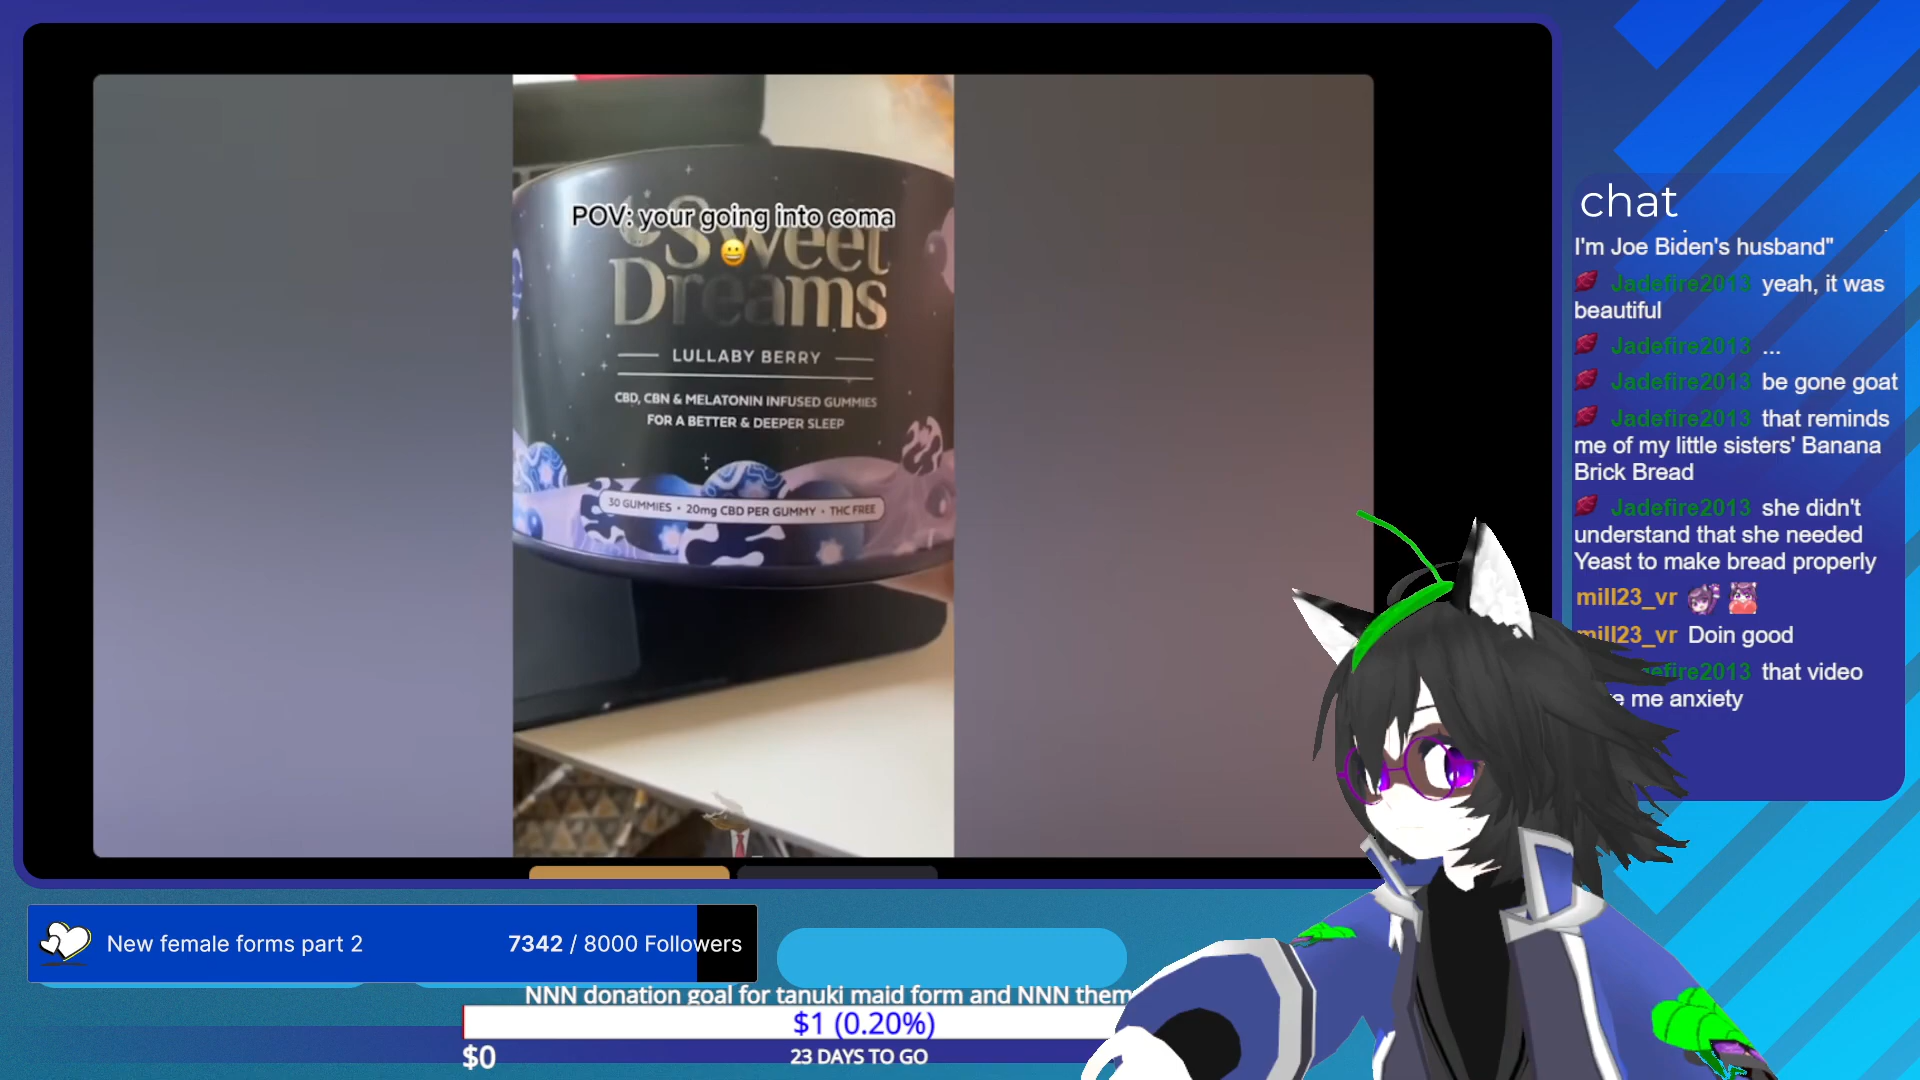 POV: your going into coma
Sweet
Dreams
LULLABY BERRY
CBD, CBN & MELATONIN INFUSED GUMMIES
FOR A BETTER & DEEPER SLEEP
30 GUMMIES • 20mg CBD PER GUMMY • THC FREE
chat
I'm Joe Biden's husband"
Jadefire2013 yeah, it was
beautiful
Jadefire2013 ...
Jadefire2013 be gone goat
Jadefire2013 that reminds
me of my little sisters' Banana
Brick Bread
Jadefire2013 she didn't
understand that she needed
Yeast to make bread properly
mill23_vr
mill23_vr Doin good
efire2013 that video
me anxiety
New female forms part 2
7342 / 8000 Followers
NNN donation goal for tanuki maid form and NNN them
$1 (0.20%)
$0
23 DAYS TO GO